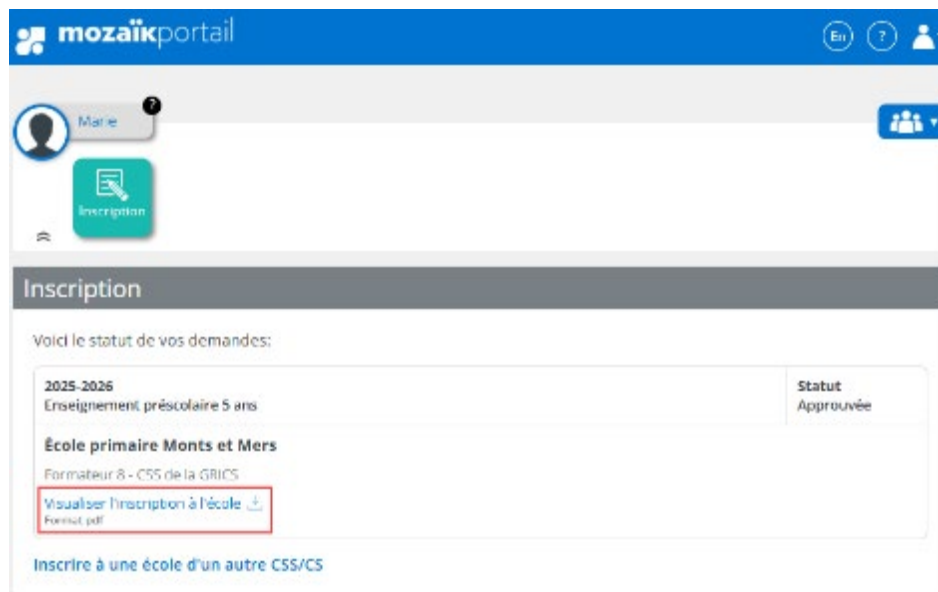 mozaïkportail
En ?
Marie ?
Inscription
Inscription
Voici le statut de vos demandes:
2025-2026
Enseignement préscolaire 5 ans
Statut
Approuvée
École primaire Monts et Mers
Formateur 8 - CSS de la GRICS
Visualiser l'inscription à l'école
Format pdf
Inscrire à une école d'un autre CSS/CS